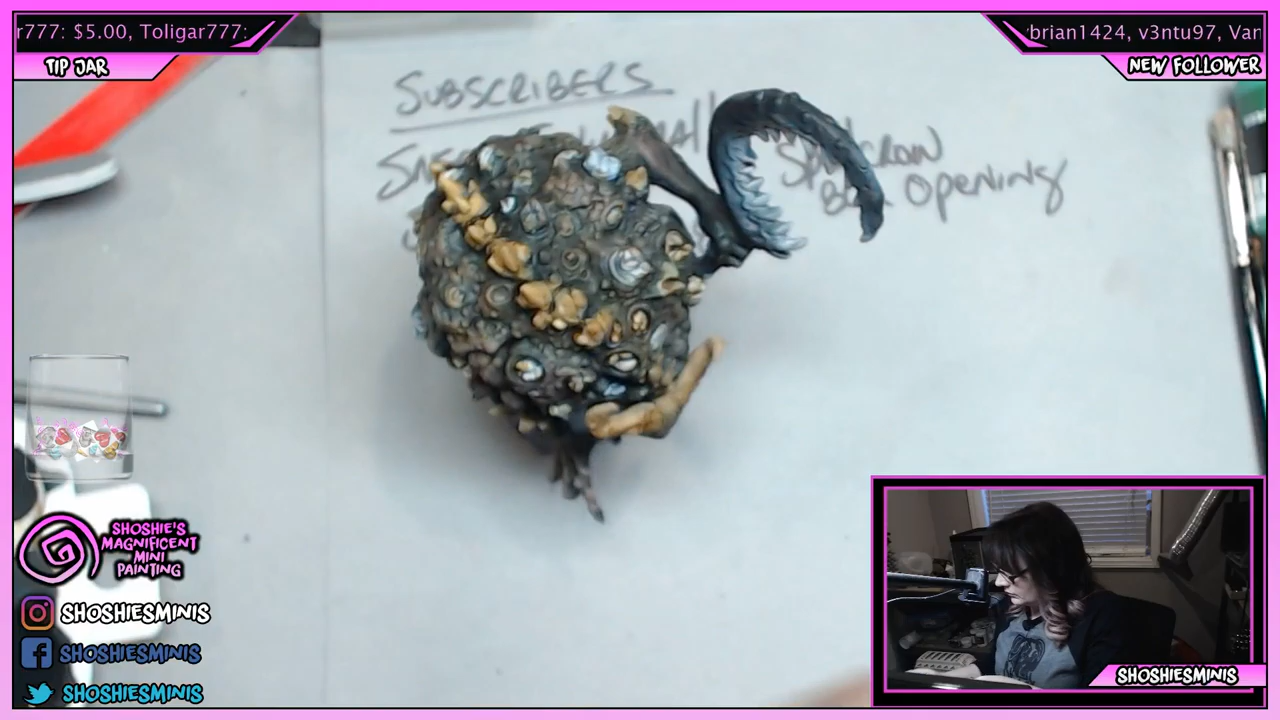 r777: $5.00, Toligar777:
brian1424, v3ntu97, Van
TIP JAR
NEW FOLLOWER
SUBSCRIBERS
Opening
SHOSHIE'S
MAGNIFICENT
MINI
PAINTING
SHOSHIESMINIS
SHOSHIESMINIS
SHOSHIESMINIS
SHOSHIESMINIS